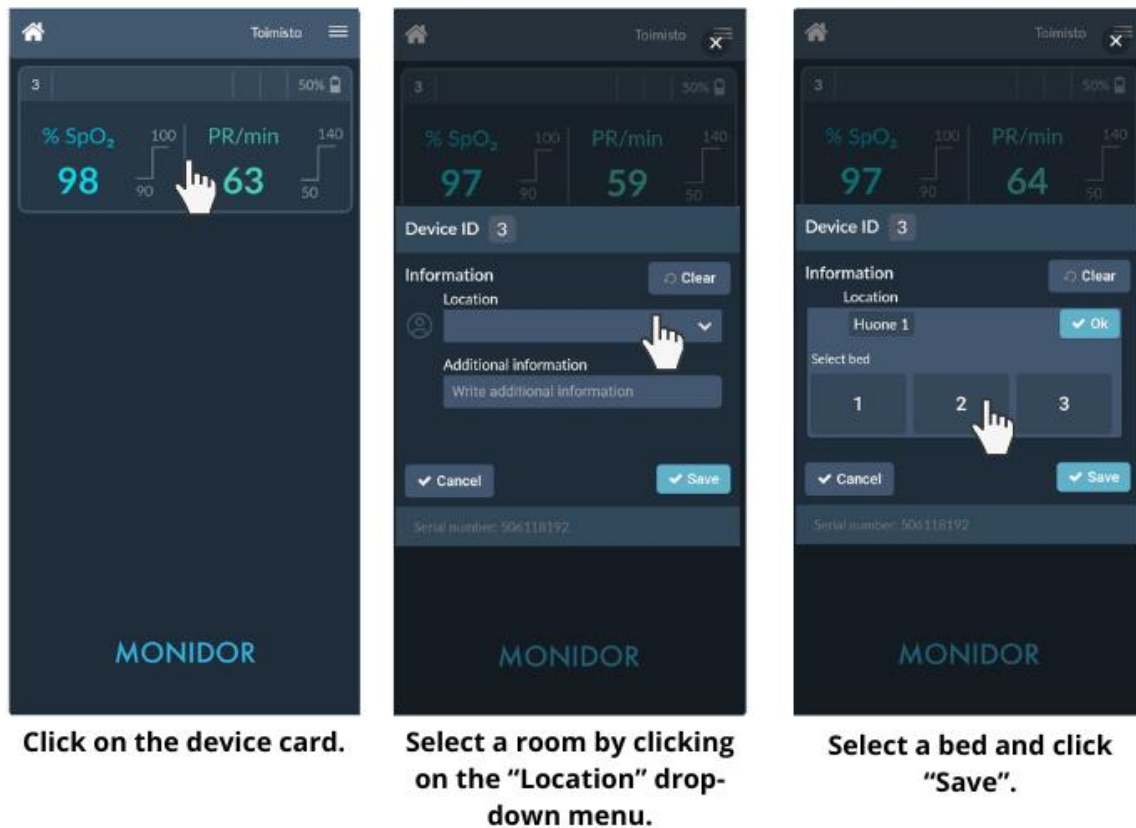 Toimisto
3
50%
% SpO₂
100
PR/min
140
98
90
63
50
MONIDOR
Click on the device card.
Toimisto
3
50%
% SpO₂
100
PR/min
140
97
90
59
50
Device ID 3
Information
Clear
Location
Additional information
Write additional information
Cancel
Save
Serial number: 506118192
MONIDOR
Select a room by clicking
on the “Location” drop-
down menu.
Toimisto
3
50%
% SpO₂
100
PR/min
140
97
90
64
50
Device ID 3
Information
Clear
Location
Huone 1
Ok
Select bed
1
2
3
Cancel
Save
Serial number: 506118192
MONIDOR
Select a bed and click
“Save”.